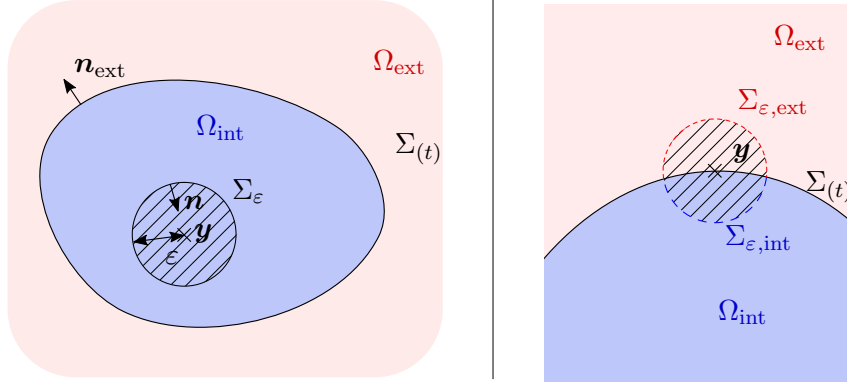 n_ext
Ω_ext
Ω_int
Σ_(t)
Σ_ε
n
y
ε
Ω_ext
Σ_ε,ext
y
Σ_(t)
Σ_ε,int
Ω_int